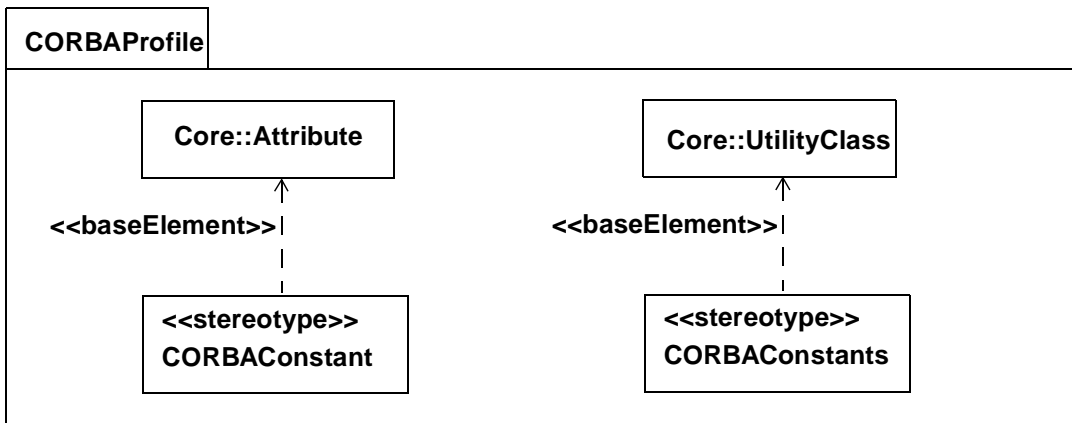 CORBAProfile
Core::Attribute
Core::UtilityClass
<<baseElement>>
<<baseElement>>
<<stereotype>>
CORBAConstant
<<stereotype>>
CORBAConstants